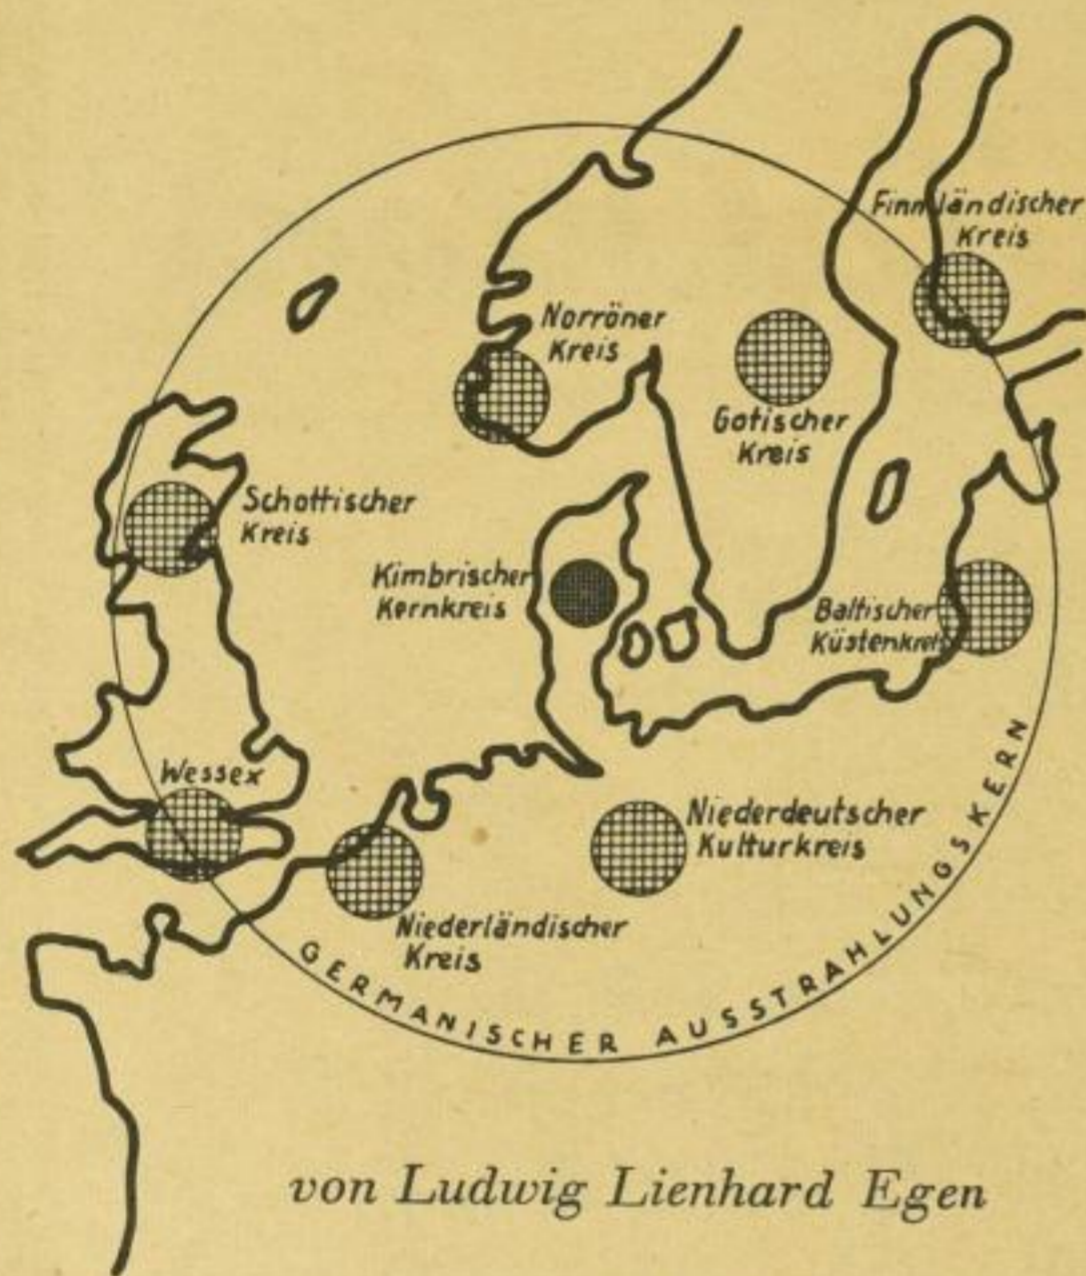 Finnländischer
Kreis
Norröner
Kreis
Gotischer
Kreis
Schottischer
Kreis
Kimbrischer
Kernkreis
Baltischer
Küstenkreis
Wessex
Niederdeutscher
Kulturkreis
Niederländischer
Kreis
GERMANISCHER AUSSTRAHLUNGSKERN
von Ludwig Lienhard Egen